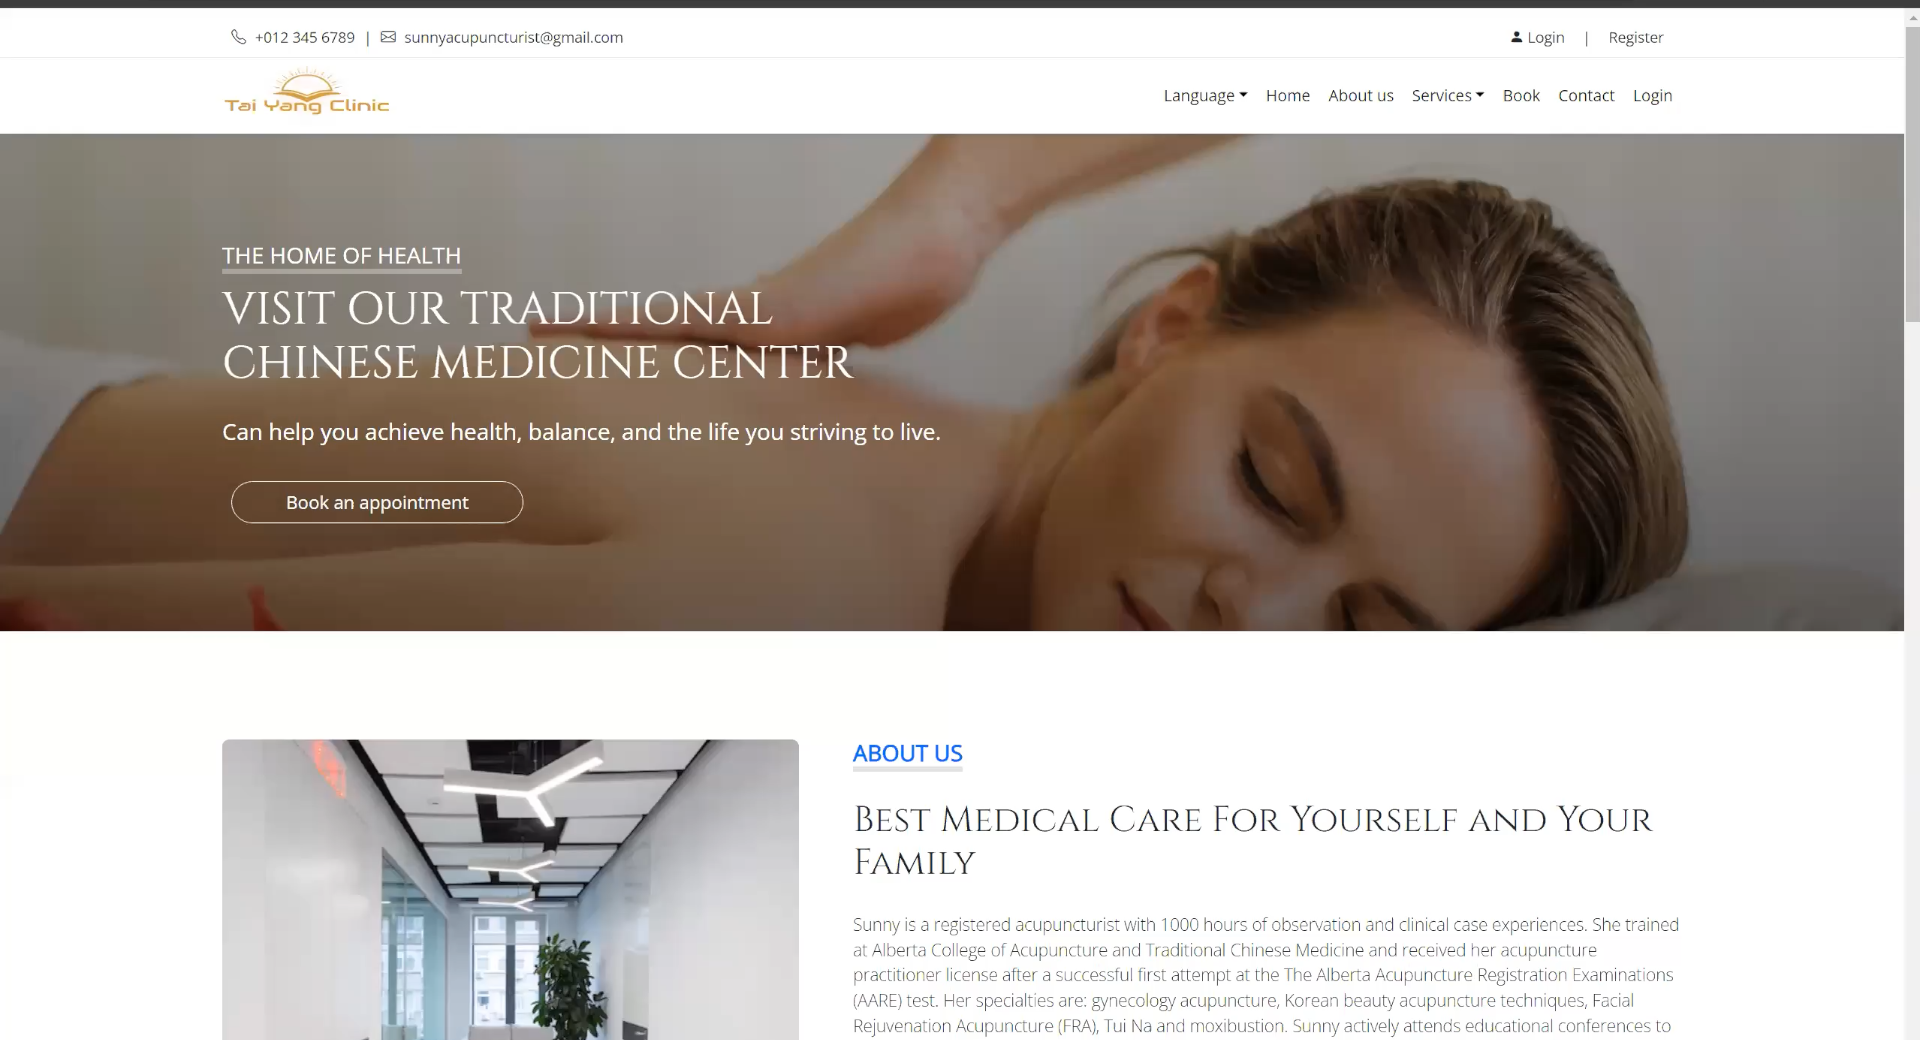 +012 345 6789 | sunnyacupuncturist@gmail.com
Login | Register
Tai Yang Clinic
Language Home About us Services Book Contact Login
THE HOME OF HEALTH
VISIT OUR TRADITIONAL
CHINESE MEDICINE CENTER
Can help you achieve health, balance, and the life you striving to live.
Book an appointment
ABOUT US
Best Medical Care For Yourself and Your
Family
Sunny is a registered acupuncturist with 1000 hours of observation and clinical case experiences. She trained
at Alberta College of Acupuncture and Traditional Chinese Medicine and received her acupuncture
practitioner license after a successful first attempt at the The Alberta Acupuncture Registration Examinations
(AARE) test. Her specialties are: gynecology acupuncture, Korean beauty acupuncture techniques, Facial
Rejuvenation Acupuncture (FRA), Tui Na and moxibustion. Sunny actively attends educational conferences to